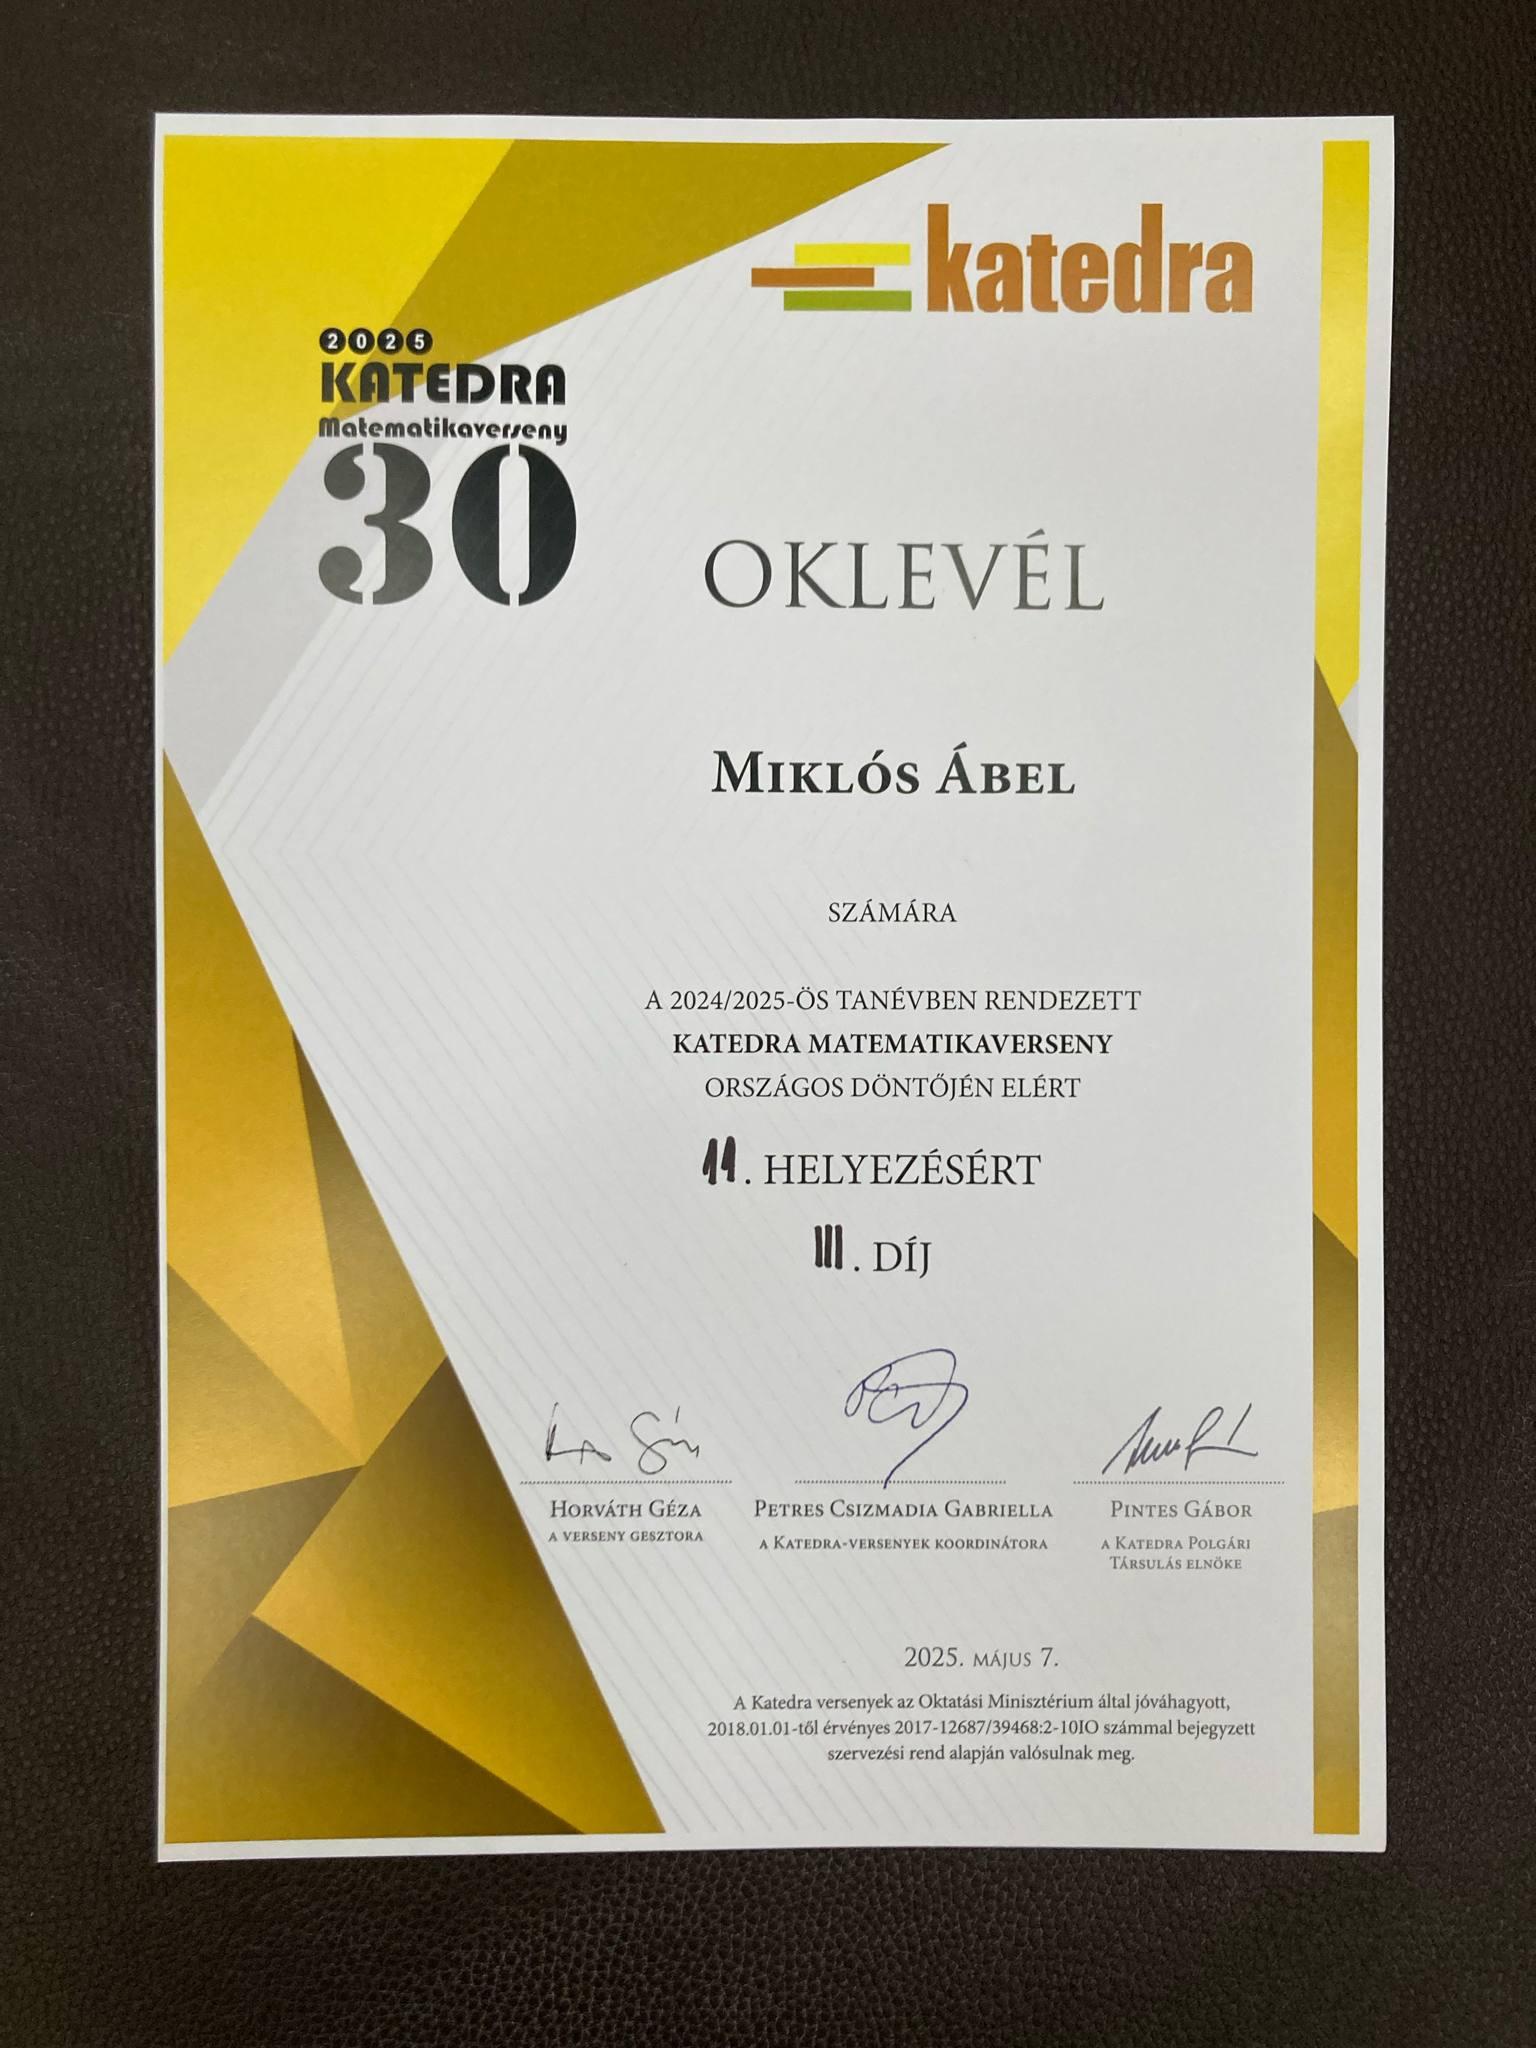 katedra
2025
KATEDRA
Matematikaverseny
30
OKLEVÉL
MIKLÓS ÁBEL
SZÁMÁRA
A 2024/2025-ÖS TANÉVBEN RENDEZETT
KATEDRA MATEMATIKAVERSENY
ORSZÁGOS DÖNTŐJÉN ELÉRT
11. HELYEZÉSÉRT
III. DÍJ
HORVÁTH GÉZA
A VERSENY GESZTORA
PETRES CSIZMADIA GABRIELLA
A KATEDRA-VERSENYEK KOORDINÁTORA
PINTES GÁBOR
A KATEDRA POLGÁRI
TÁRSULÁS ELNÖKE
2025. MÁJUS 7.
A Katedra versenyek az Oktatási Minisztérium által jóváhagyott,
2018.01.01-től érvényes 2017-12687/39468:2-10IO számmal bejegyzett
szervezési rend alapján valósulnak meg.